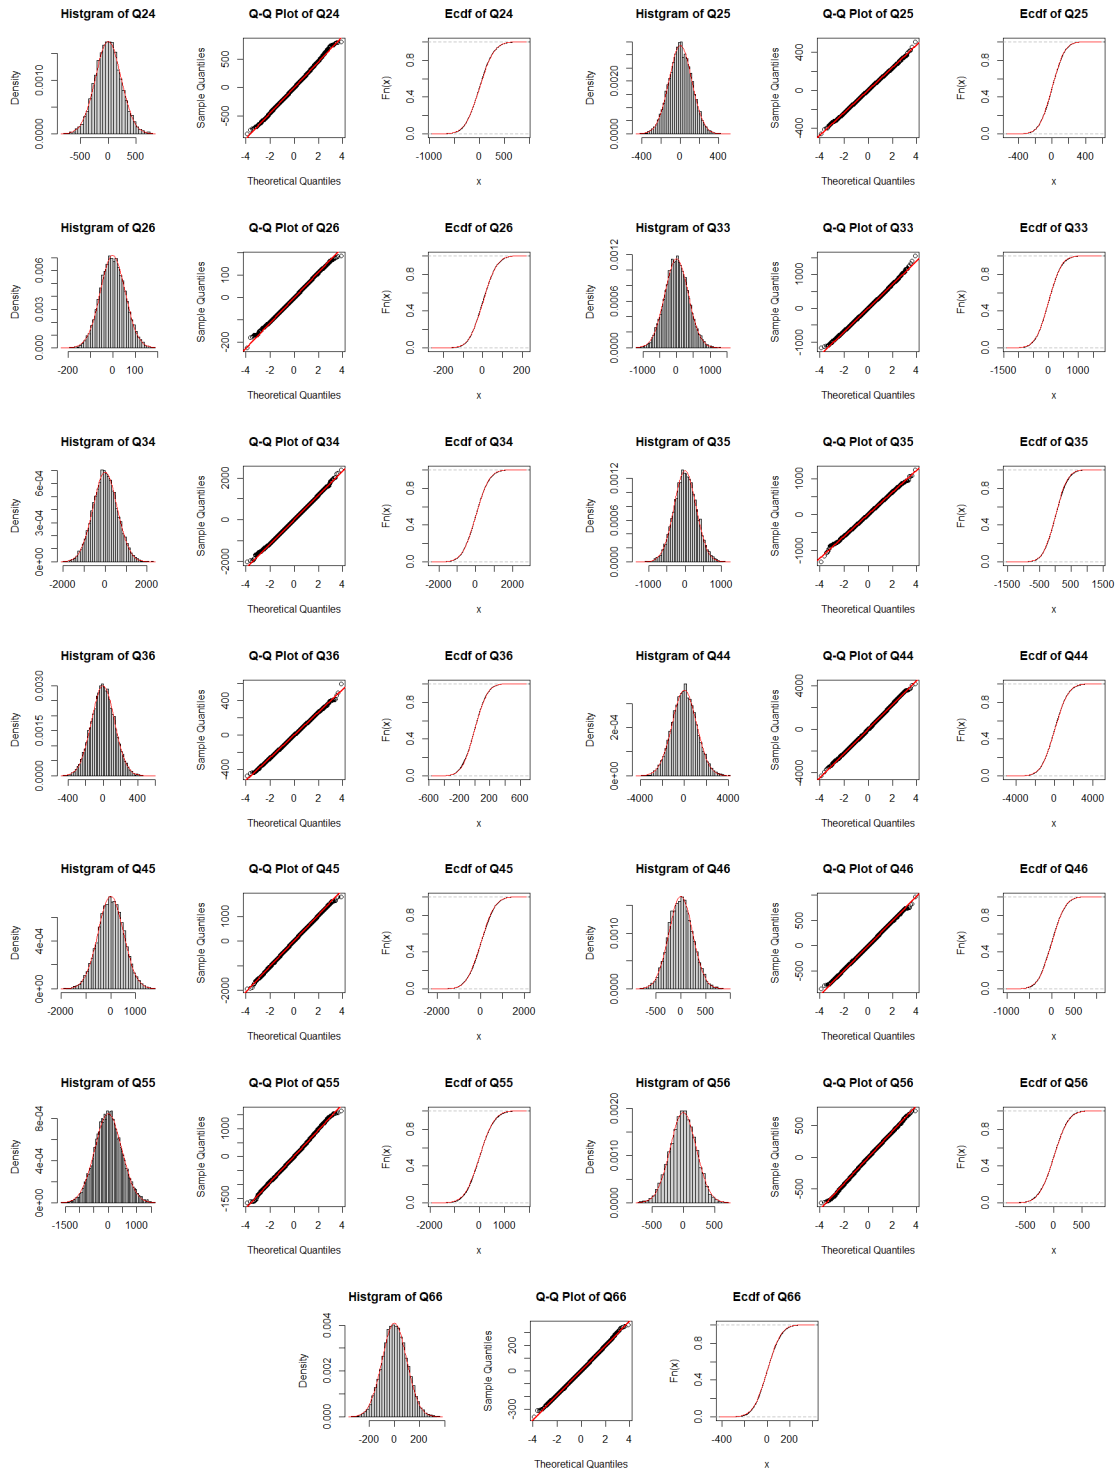 Histgram of Q24
Density
0.0000 0.0010
-500 0 500
Q-Q Plot of Q24
Sample Quantiles
-500 0 500
-4 -2 0 2 4
Theoretical Quantiles
Ecdf of Q24
Fn(x)
0.0 0.4 0.8
-1000 0 500
x
Histgram of Q25
Density
0.0000 0.0020
-400 0 400
Q-Q Plot of Q25
Sample Quantiles
-400 0 400
-4 -2 0 2 4
Theoretical Quantiles
Ecdf of Q25
Fn(x)
0.0 0.4 0.8
-400 0 400
x
Histgram of Q26
Density
0.000 0.003 0.006
-200 0 100
Q-Q Plot of Q26
Sample Quantiles
-200 0 100
-4 -2 0 2 4
Theoretical Quantiles
Ecdf of Q26
Fn(x)
0.0 0.4 0.8
-200 0 200
x
Histgram of Q33
Density
0.0000 0.0006 0.0012
-1000 0 1000
Q-Q Plot of Q33
Sample Quantiles
-1000 0 1000
-4 -2 0 2 4
Theoretical Quantiles
Ecdf of Q33
Fn(x)
0.0 0.4 0.8
-1500 0 1000
x
Histgram of Q34
Density
0e+00 3e-04 6e-04
-2000 0 2000
Q-Q Plot of Q34
Sample Quantiles
-2000 0 2000
-4 -2 0 2 4
Theoretical Quantiles
Ecdf of Q34
Fn(x)
0.0 0.4 0.8
-2000 0 2000
x
Histgram of Q35
Density
0.0000 0.0006 0.0012
-1000 0 1000
Q-Q Plot of Q35
Sample Quantiles
-1000 0 1000
-4 -2 0 2 4
Theoretical Quantiles
Ecdf of Q35
Fn(x)
0.0 0.4 0.8
-1500 -500 500 1500
x
Histgram of Q36
Density
0.0000 0.0015 0.0030
-400 0 400
Q-Q Plot of Q36
Sample Quantiles
-400 0 400
-4 -2 0 2 4
Theoretical Quantiles
Ecdf of Q36
Fn(x)
0.0 0.4 0.8
-600 -200 200 600
x
Histgram of Q44
Density
0e+00 2e-04
-4000 0 4000
Q-Q Plot of Q44
Sample Quantiles
-4000 0 4000
-4 -2 0 2 4
Theoretical Quantiles
Ecdf of Q44
Fn(x)
0.0 0.4 0.8
-4000 0 4000
x
Histgram of Q45
Density
0e+00 4e-04
-2000 0 1000
Q-Q Plot of Q45
Sample Quantiles
-2000 0 1000
-4 -2 0 2 4
Theoretical Quantiles
Ecdf of Q45
Fn(x)
0.0 0.4 0.8
-2000 0 2000
x
Histgram of Q46
Density
0.0000 0.0010
-500 0 500
Q-Q Plot of Q46
Sample Quantiles
-500 0 500
-4 -2 0 2 4
Theoretical Quantiles
Ecdf of Q46
Fn(x)
0.0 0.4 0.8
-1000 0 500
x
Histgram of Q55
Density
0e+00 4e-04 8e-04
-1500 0 1000
Q-Q Plot of Q55
Sample Quantiles
-1500 0 1000
-4 -2 0 2 4
Theoretical Quantiles
Ecdf of Q55
Fn(x)
0.0 0.4 0.8
-2000 0 1000
x
Histgram of Q56
Density
0.0000 0.0010 0.0020
-500 0 500
Q-Q Plot of Q56
Sample Quantiles
-500 0 500
-4 -2 0 2 4
Theoretical Quantiles
Ecdf of Q56
Fn(x)
0.0 0.4 0.8
-500 0 500
x
Histgram of Q66
Density
0.000 0.002 0.004
-200 0 200
Q-Q Plot of Q66
Sample Quantiles
-300 0 200
-4 -2 0 2 4
Theoretical Quantiles
Ecdf of Q66
Fn(x)
0.0 0.4 0.8
-400 0 200
x